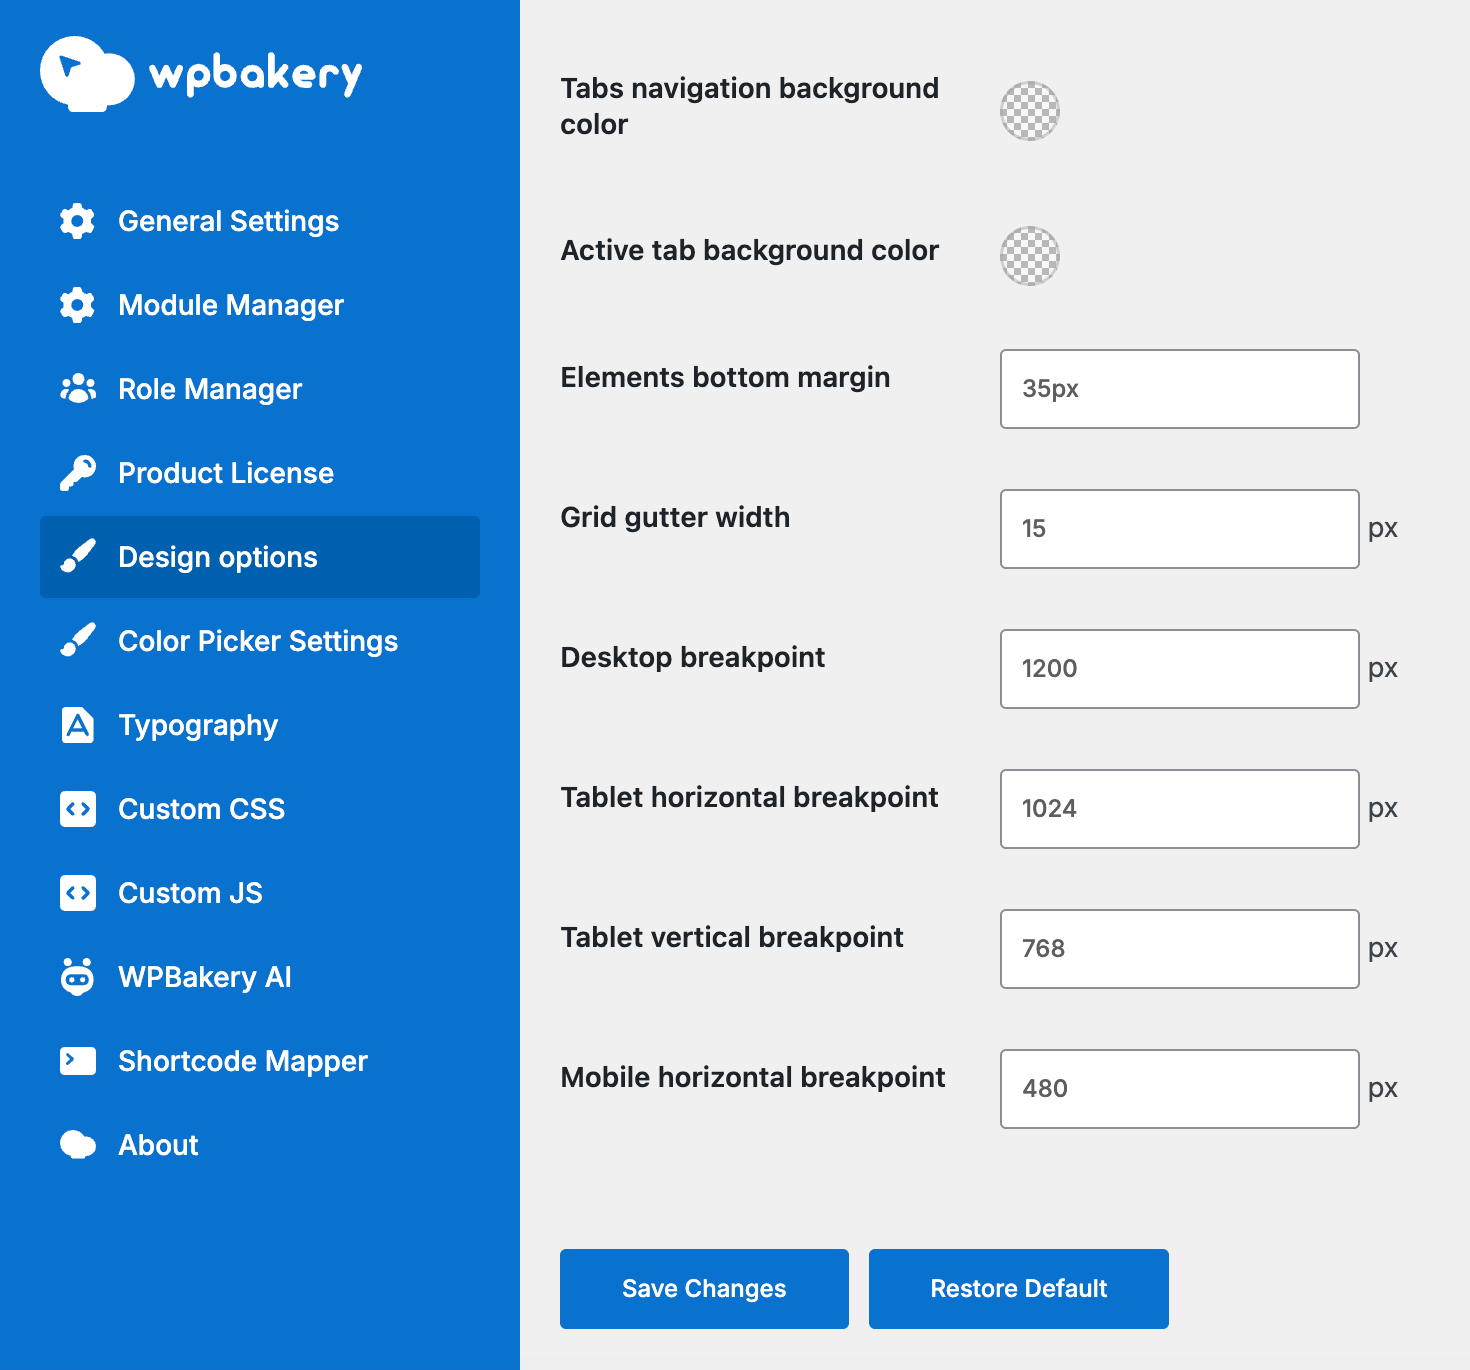 wpbakery
General Settings
Module Manager
Role Manager
Product License
Design options
Color Picker Settings
Typography
Custom CSS
Custom JS
WPBakery AI
Shortcode Mapper
About
Tabs navigation background
color
Active tab background color
Elements bottom margin
35px
Grid gutter width
15 px
Desktop breakpoint
1200 px
Tablet horizontal breakpoint
1024 px
Tablet vertical breakpoint
768 px
Mobile horizontal breakpoint
480 px
Save Changes
Restore Default